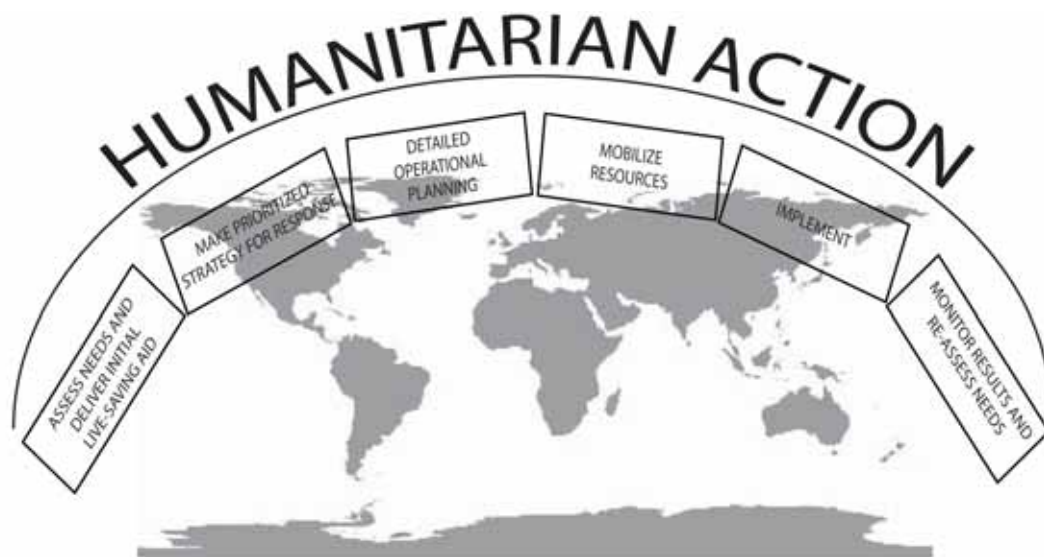 HUMANITARIAN ACTION
ASSESS NEEDS AND
DELIVER INITIAL
LIVE-SAVING AID
MAKE PRIORITIZED
STRATEGY FOR RESPONSE
DETAILED
OPERATIONAL
PLANNING
MOBILIZE
RESOURCES
IMPLEMENT
MONITOR RESULTS AND
RE-ASSESS NEEDS